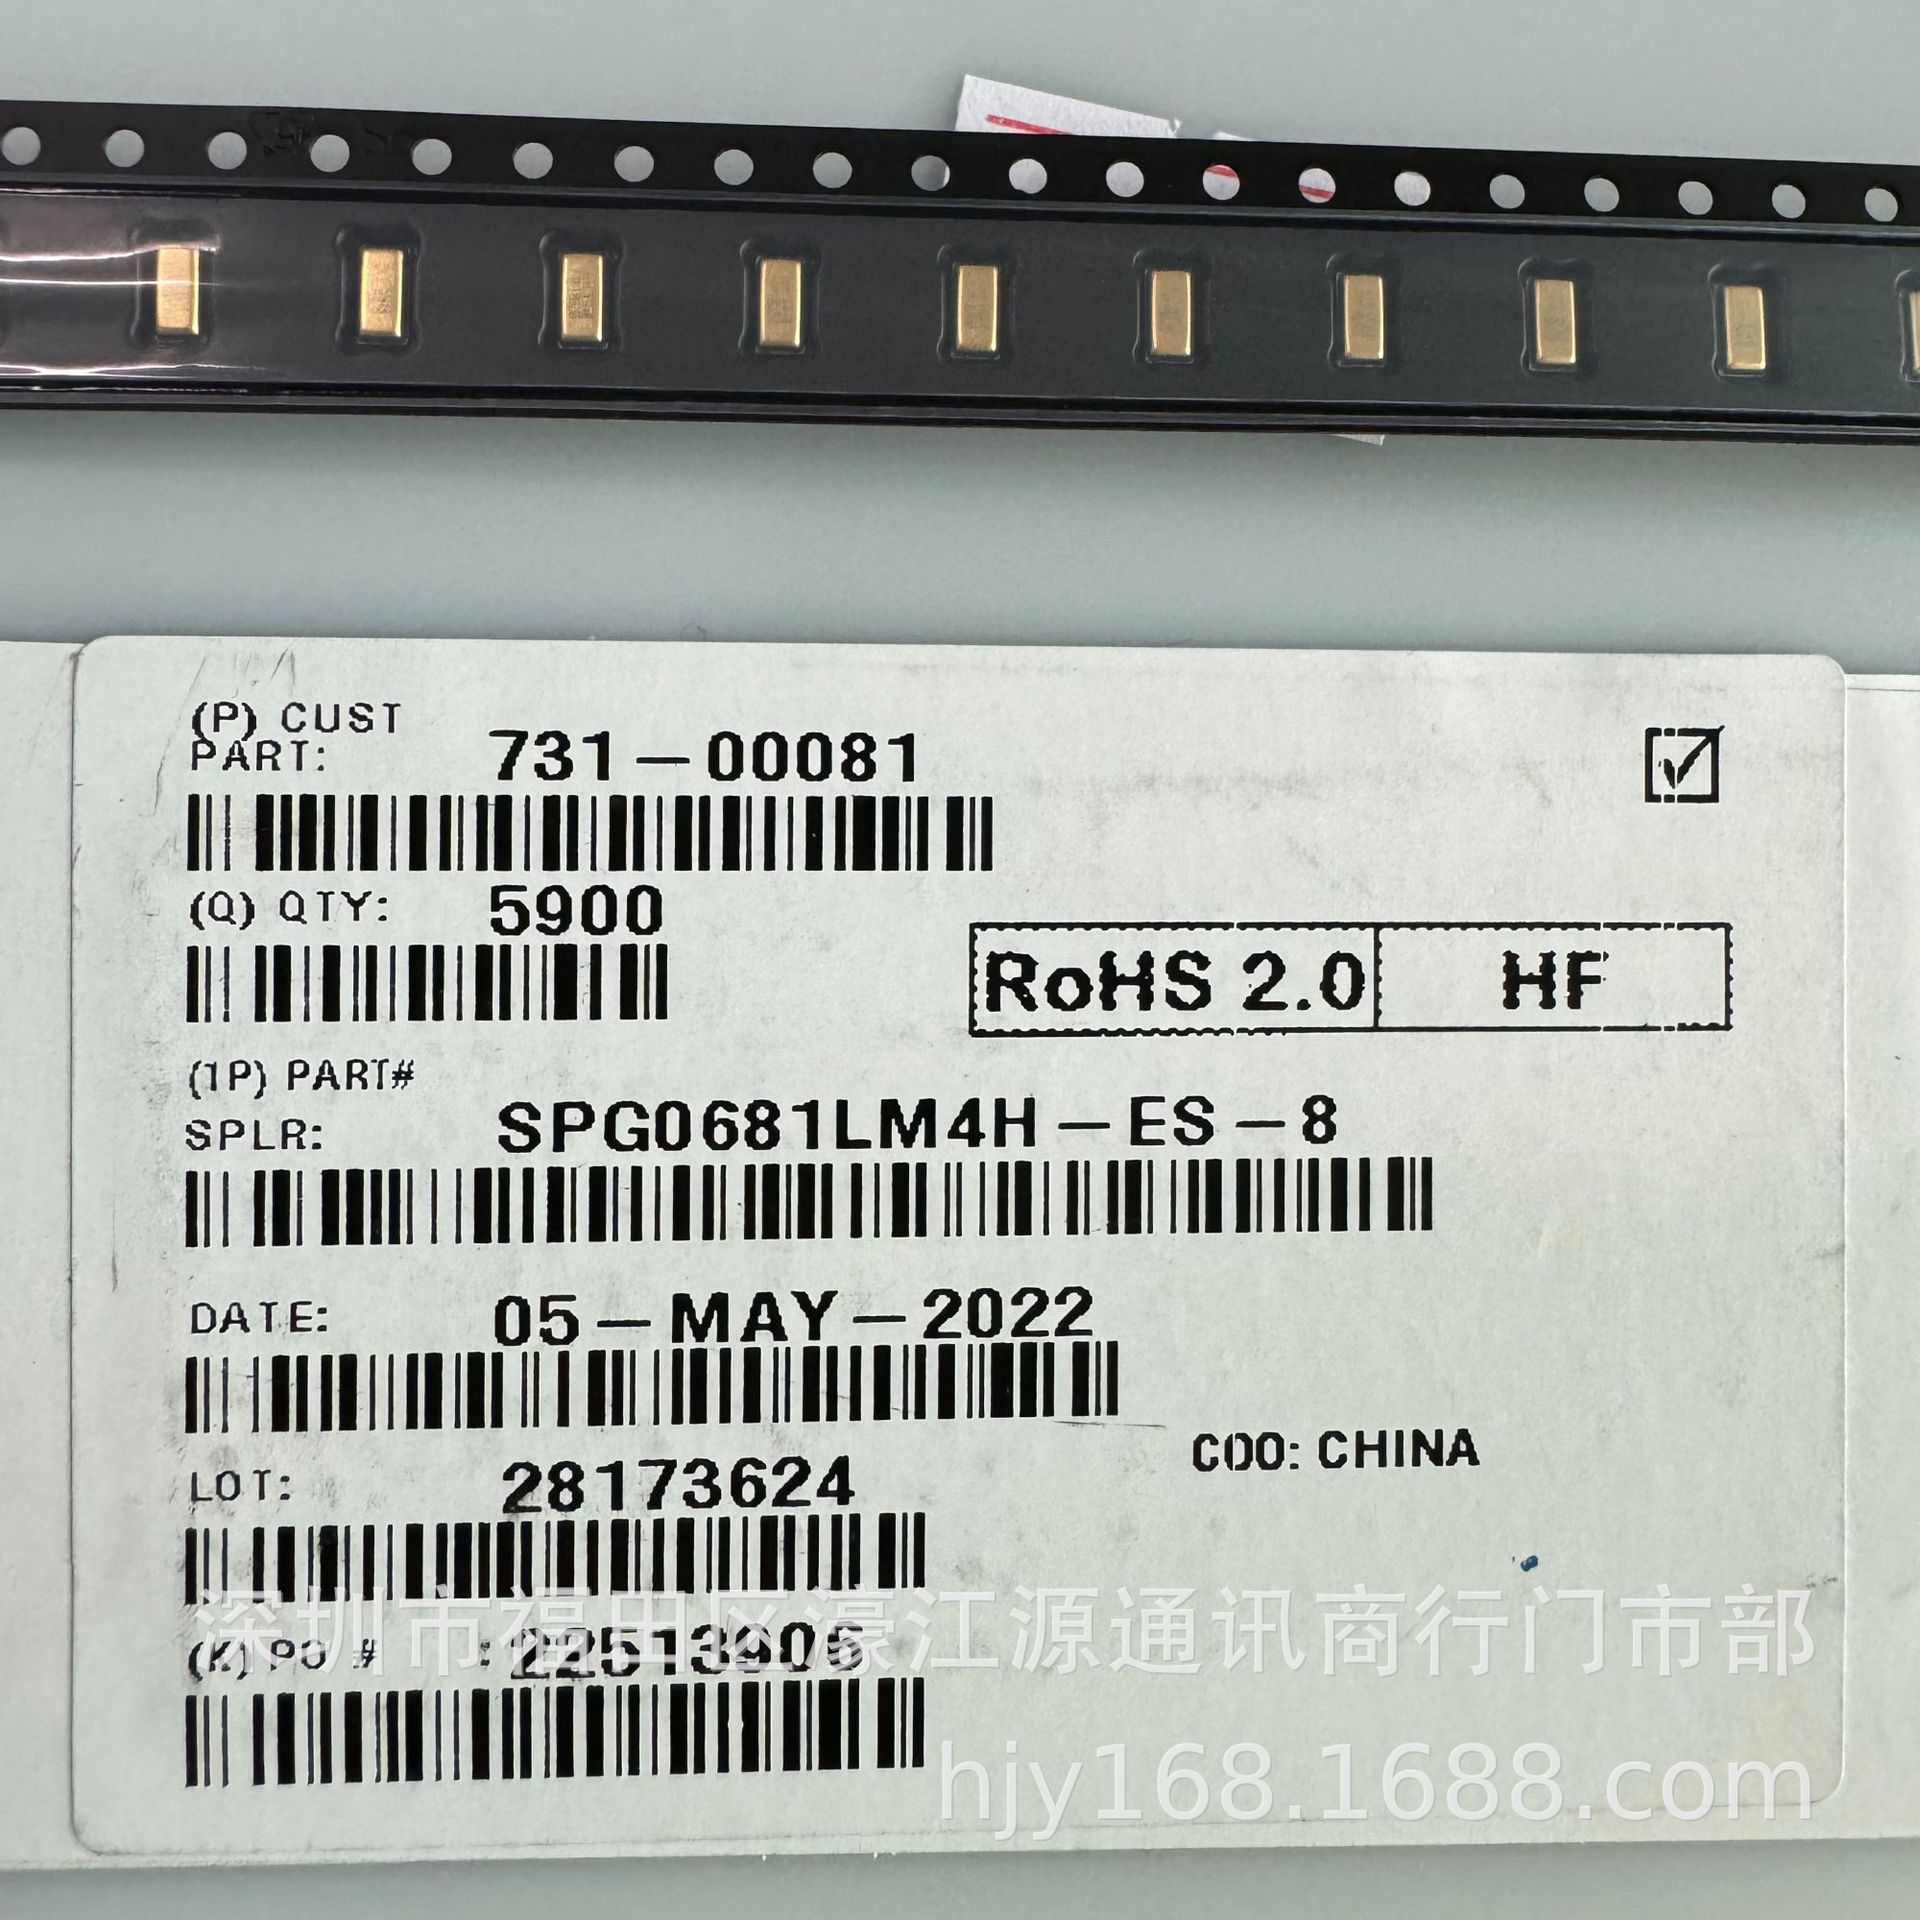 (P) CUST
PART: 731-00081
(Q) QTY: 5900
RoHS 2.0 HF
(1P) PART#
SPLR: SPG0681LM4H-ES-8
DATE: 05-MAY-2022
COO: CHINA
LOT: 28173624
深圳市福田区濠江源通讯商行门市部
(K) PO # :
hjy168.1688.com